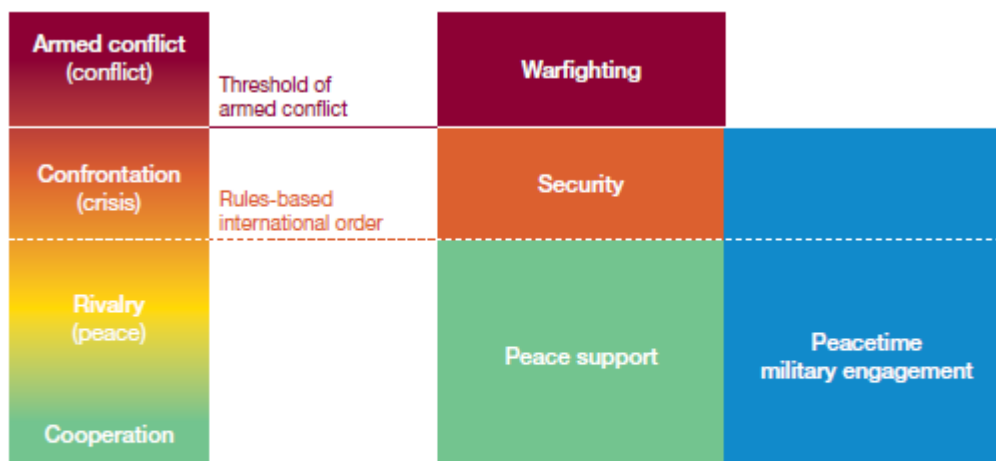 Armed conflict
(conflict)
Threshold of
armed conflict
Warfighting
Confrontation
(crisis)
Rules-based
international order
Security
Rivalry
(peace)
Peace support
Peacetime
military engagement
Cooperation